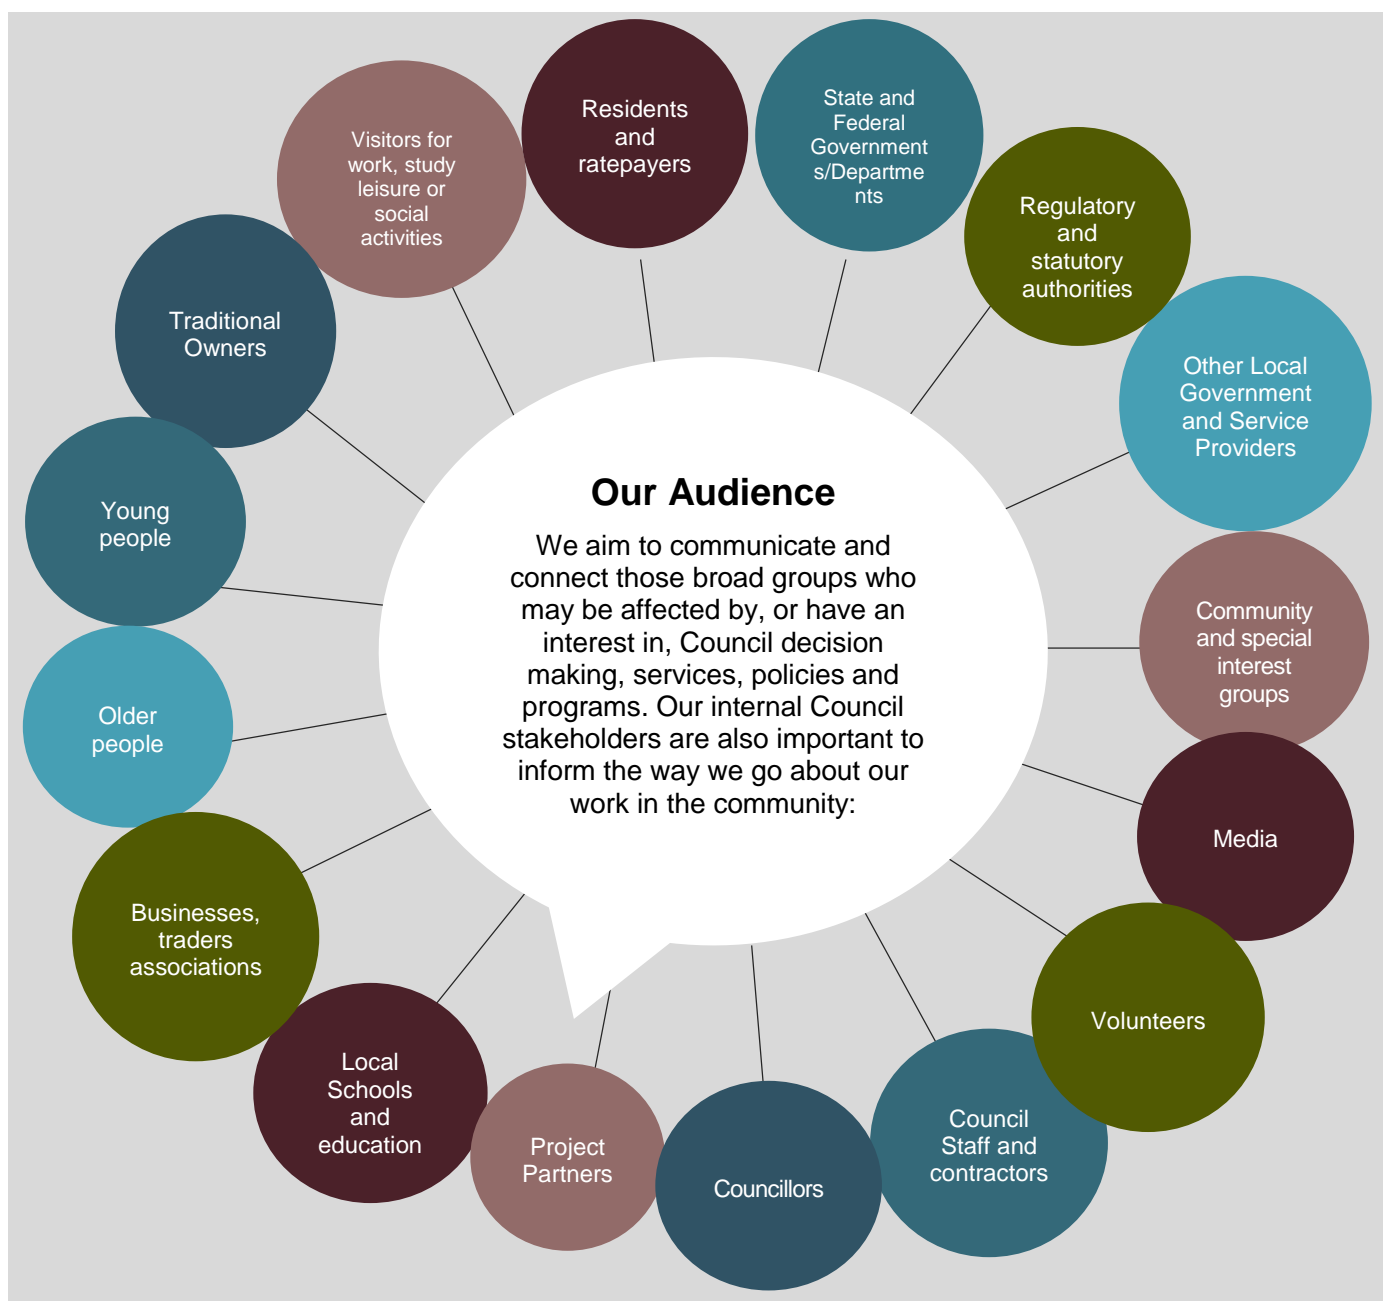 Our Audience
We aim to communicate and
connect those broad groups who
may be affected by, or have an
interest in, Council decision
making, services, policies and
programs. Our internal Council
stakeholders are also important to
inform the way we go about our
work in the community:
Residents
and
ratepayers
State and
Federal
Government
s/Departme
nts
Regulatory
and
statutory
authorities
Other Local
Government
and Service
Providers
Community
and special
interest
groups
Media
Volunteers
Council
Staff and
contractors
Councillors
Project
Partners
Local
Schools
and
education
Businesses,
traders
associations
Older
people
Young
people
Traditional
Owners
Visitors for
work, study
leisure or
social
activities